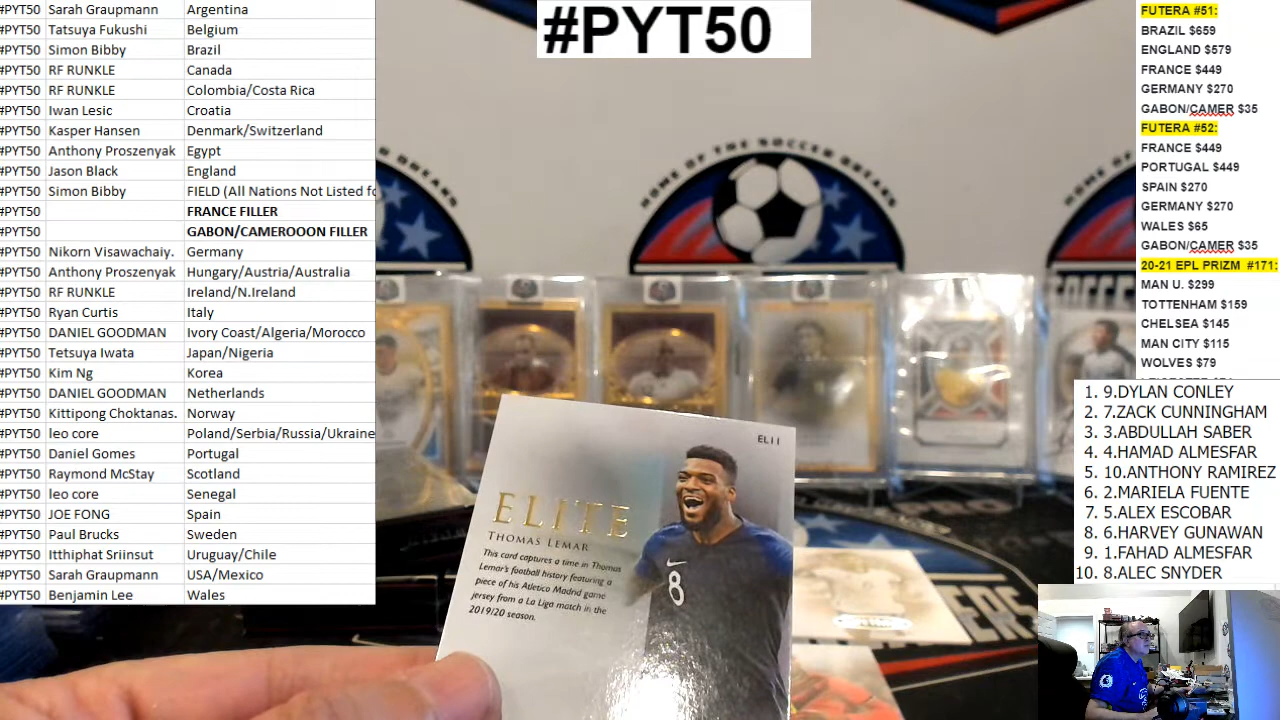 #PYT50 Sarah Graupmann Argentina
#PYT50 Tatsuya Fukushi Belgium
#PYT50 Simon Bibby Brazil
#PYT50 RF RUNKLE Canada
#PYT50 RF RUNKLE Colombia/Costa Rica
#PYT50 Iwan Lesic Croatia
#PYT50 Kasper Hansen Denmark/Switzerland
#PYT50 Anthony Proszenyak Egypt
#PYT50 Jason Black England
#PYT50 Simon Bibby FIELD (All Nations Not Listed fo
#PYT50 FRANCE FILLER
#PYT50 GABON/CAMEROOON FILLER
#PYT50 Nikorn Visawachaiy. Germany
#PYT50 Anthony Proszenyak Hungary/Austria/Australia
#PYT50 RF RUNKLE Ireland/N.Ireland
#PYT50 Ryan Curtis Italy
#PYT50 DANIEL GOODMAN Ivory Coast/Algeria/Morocco
#PYT50 Tetsuya Iwata Japan/Nigeria
#PYT50 Kim Ng Korea
#PYT50 DANIEL GOODMAN Netherlands
#PYT50 Kittipong Choktanas. Norway
#PYT50 leo core Poland/Serbia/Russia/Ukraine
#PYT50 Daniel Gomes Portugal
#PYT50 Raymond McStay Scotland
#PYT50 leo core Senegal
#PYT50 JOE FONG Spain
#PYT50 Paul Brucks Sweden
#PYT50 Itthiphat Sriinsut Uruguay/Chile
#PYT50 Sarah Graupmann USA/Mexico
#PYT50 Benjamin Lee Wales
#PYT50
HOME OF THE SOCCER BREAKS
EL11
ELITE
THOMAS LEMAR
This card captures a time in Thomas
Lemar's football history featuring a
piece of his Atletico Madrid game
jersey from a La Liga match in the
2019/20 season.
8
FUTERA #51:
BRAZIL $659
ENGLAND $579
FRANCE $449
GERMANY $270
GABON/CAMER $35
FUTERA #52:
FRANCE $449
PORTUGAL $449
SPAIN $270
GERMANY $270
WALES $65
GABON/CAMER $35
20-21 EPL PRIZM #171:
MAN U. $299
TOTTENHAM $159
CHELSEA $145
MAN CITY $115
WOLVES $79
1. 9.DYLAN CONLEY
2. 7.ZACK CUNNINGHAM
3. 3.ABDULLAH SABER
4. 4.HAMAD ALMESFAR
5. 10.ANTHONY RAMIREZ
6. 2.MARIELA FUENTE
7. 5.ALEX ESCOBAR
8. 6.HARVEY GUNAWAN
9. 1.FAHAD ALMESFAR
10. 8.ALEC SNYDER